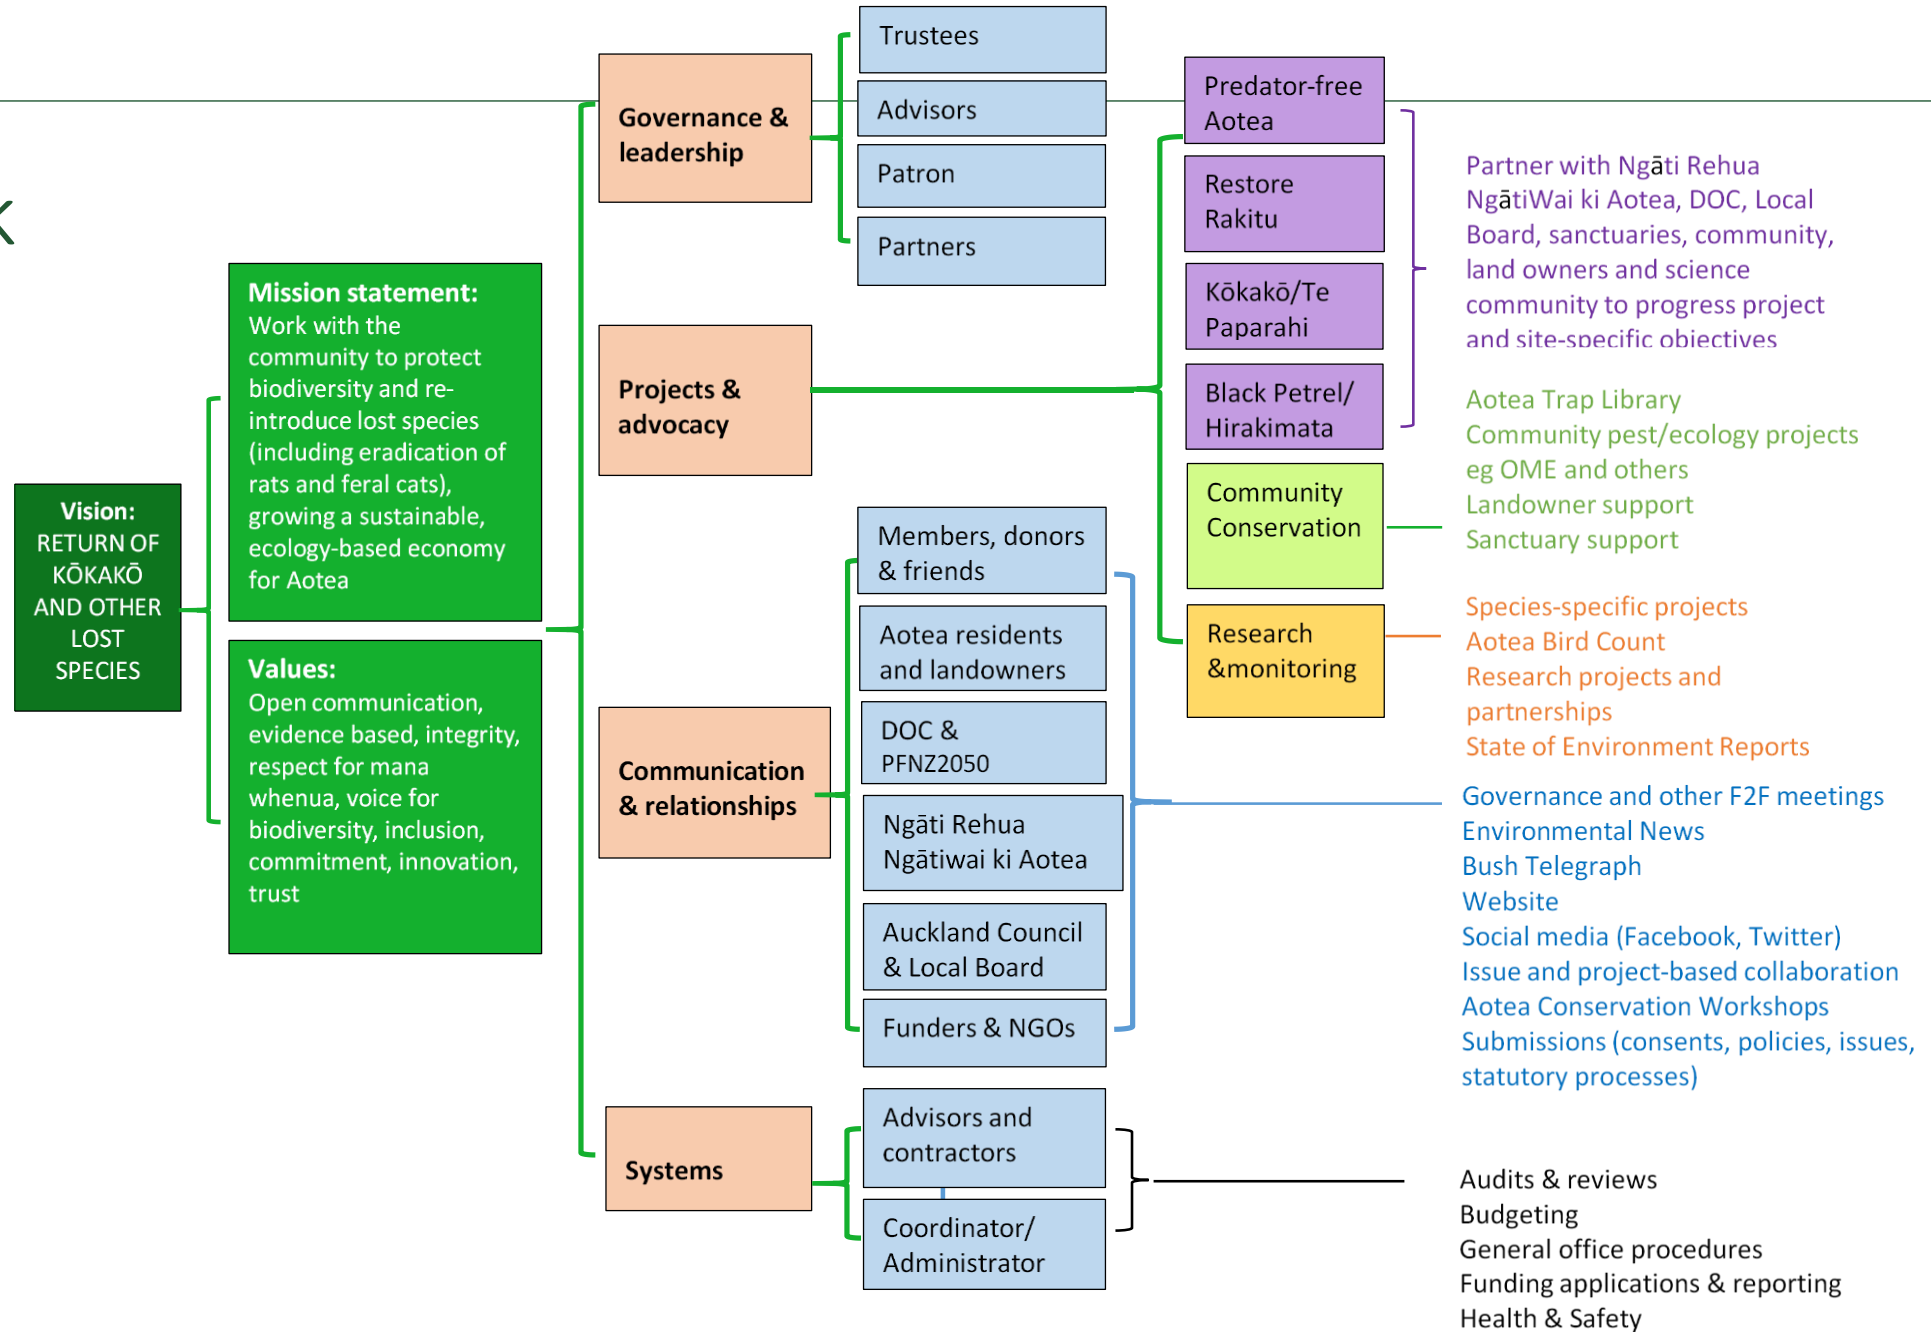 K
Vision:
RETURN OF
KŌKAKŌ
AND OTHER
LOST
SPECIES
Mission statement:
Work with the
community to protect
biodiversity and re-
introduce lost species
(including eradication of
rats and feral cats),
growing a sustainable,
ecology-based economy
for Aotea
Values:
Open communication,
evidence based, integrity,
respect for mana
whenua, voice for
biodiversity, inclusion,
commitment, innovation,
trust
Governance &
leadership
Trustees
Advisors
Patron
Partners
Projects &
advocacy
Predator-free
Aotea
Restore
Rakitu
Kōkakō/Te
Paparahi
Black Petrel/
Hirakimata
Partner with Ngāti Rehua
NgātiWai ki Aotea, DOC, Local
Board, sanctuaries, community,
land owners and science
community to progress project
and site-specific objectives
Community
Conservation
Aotea Trap Library
Community pest/ecology projects
eg OME and others
Landowner support
Sanctuary support
Research
&monitoring
Species-specific projects
Aotea Bird Count
Research projects and
partnerships
State of Environment Reports
Communication
& relationships
Members, donors
& friends
Aotea residents
and landowners
DOC &
PFNZ2050
Ngāti Rehua
Ngātiwai ki Aotea
Auckland Council
& Local Board
Funders & NGOs
Governance and other F2F meetings
Environmental News
Bush Telegraph
Website
Social media (Facebook, Twitter)
Issue and project-based collaboration
Aotea Conservation Workshops
Submissions (consents, policies, issues,
statutory processes)
Systems
Advisors and
contractors
Coordinator/
Administrator
Audits & reviews
Budgeting
General office procedures
Funding applications & reporting
Health & Safety